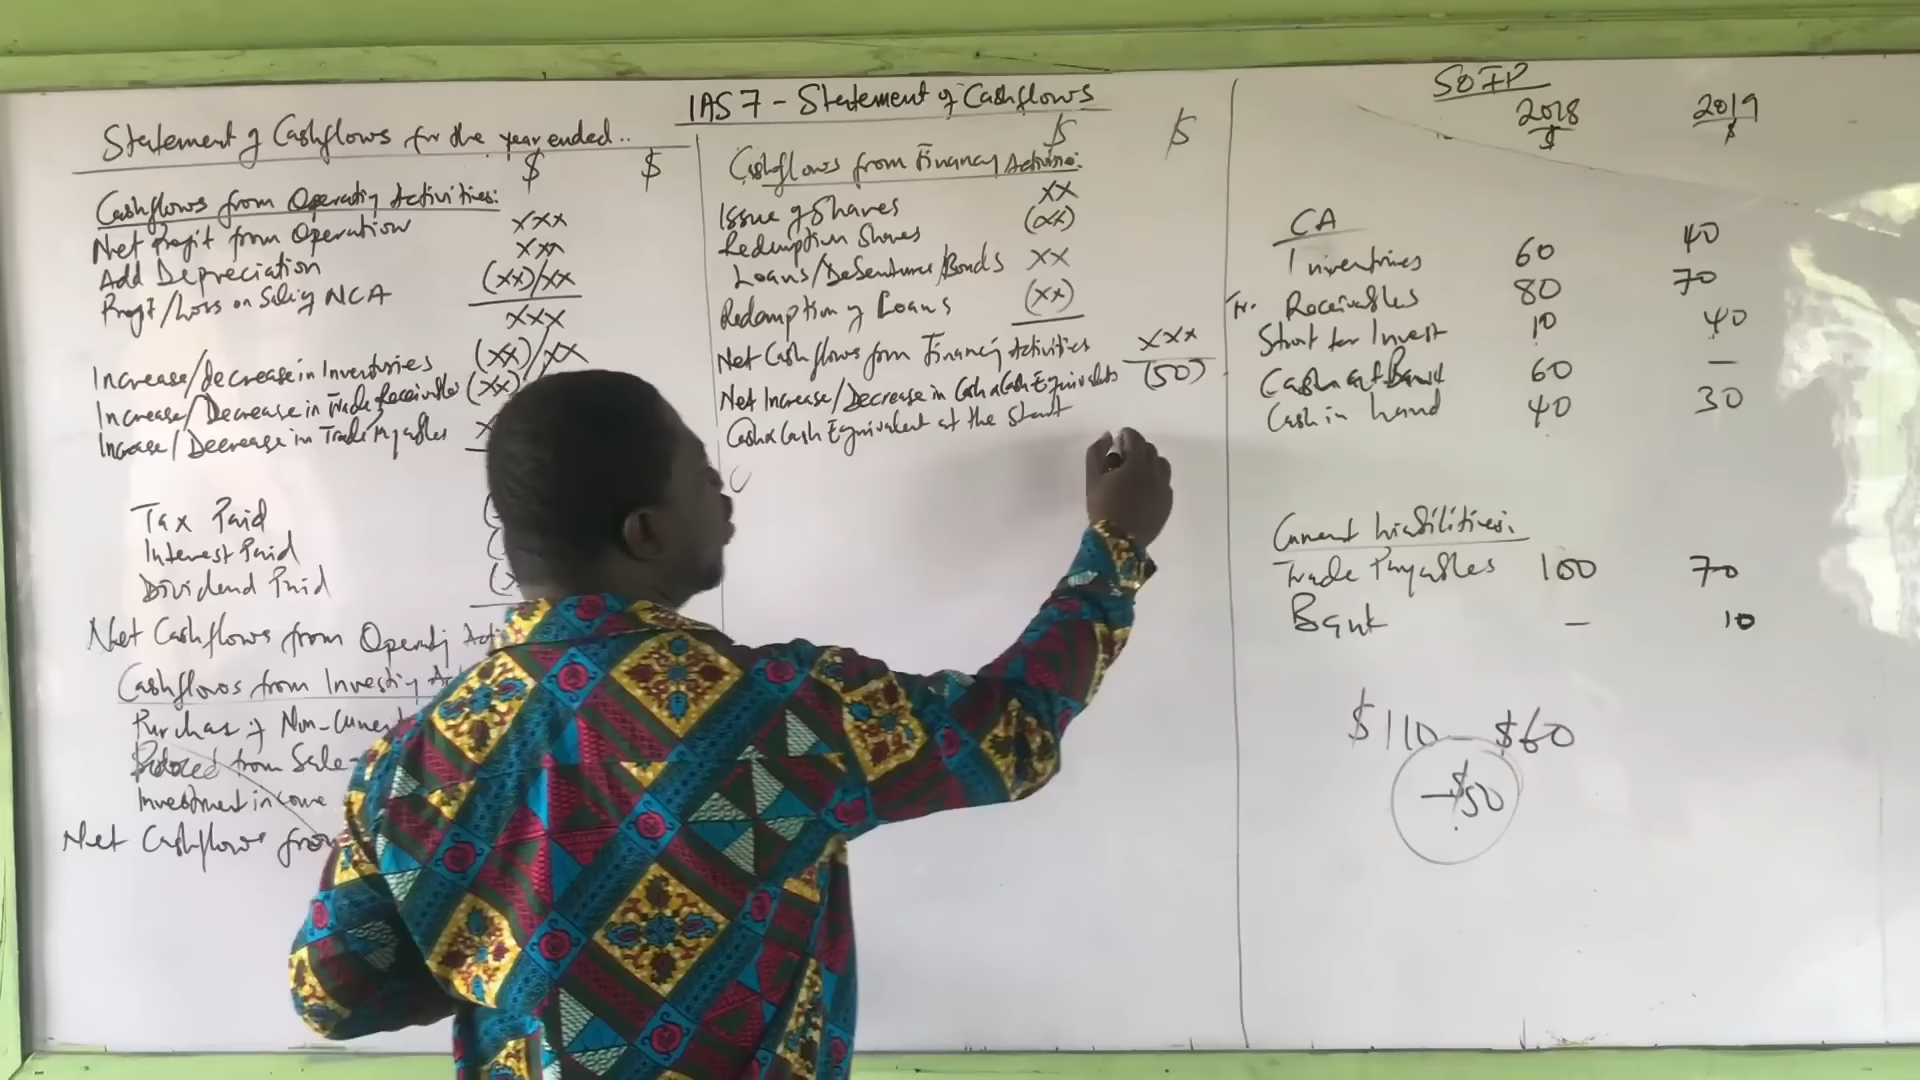 IAS 7 - Statement of Cashflows
Statement of Cashflows for the year ended..
$ $
Cashflows from Operating Activities:
Net Profit from Operation xxx
Add Depreciation xxx
Profit/Loss on Selling NCA (xx)/xx
xxx
Increase/decrease in Inventories (xx)/xx
Increase/Decrease in Trade Receivables (xx)
Increase/Decrease in Trade Payables x
Tax Paid (
Interest Paid (
Dividend Paid (x
Net Cashflows from Operating Acti
Cashflows from Investing A
Purchase of Non-Current
from Sale
Investment income
Net Cashflows from
$ $
Cashflows from Financing Activities:
Issue of Shares xx
Redemption Shares (xx)
Loans/Debentures/Bonds xx
Redemption of Loans (xx)
Net Cashflows from Financing Activities xxx
Net Increase/Decrease in Cash & Cash Equivalents (50)
Cash & Cash Equivalent at the start
C
SOFP
2018 2019
$ $
CA
Inventories 60 40
Tr. Receivables 80 70
Short ter Invest 10 40
Cash at Bank 60 —
Cash in hand 40 30
Current Liabilities:
Trade Payables 100 70
Bank — 10
$110 - $60
-$50